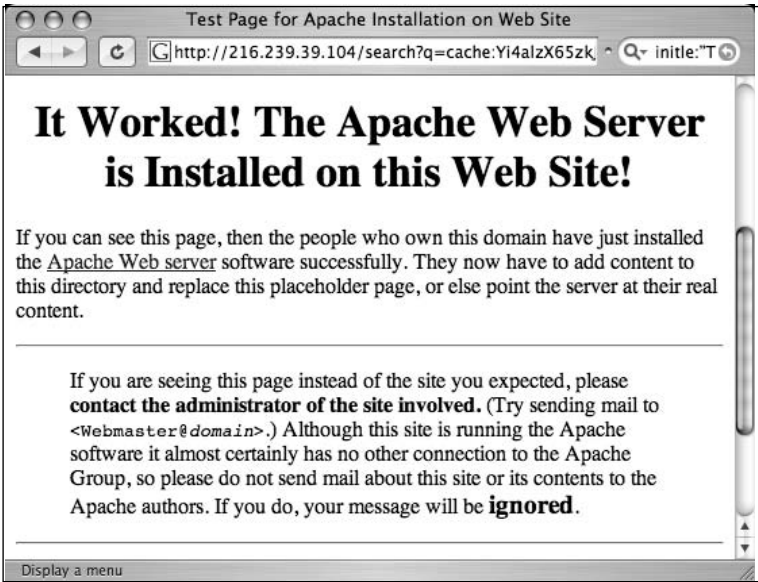 Test Page for Apache Installation on Web Site
G http://216.239.39.104/search?q=cache:Yi4alzX65zk
initle:"T
It Worked! The Apache Web Server
is Installed on this Web Site!
If you can see this page, then the people who own this domain have just installed
the Apache Web server software successfully. They now have to add content to
this directory and replace this placeholder page, or else point the server at their real
content.
If you are seeing this page instead of the site you expected, please
contact the administrator of the site involved. (Try sending mail to
<Webmaster@domain>.) Although this site is running the Apache
software it almost certainly has no other connection to the Apache
Group, so please do not send mail about this site or its contents to the
Apache authors. If you do, your message will be ignored.
Display a menu